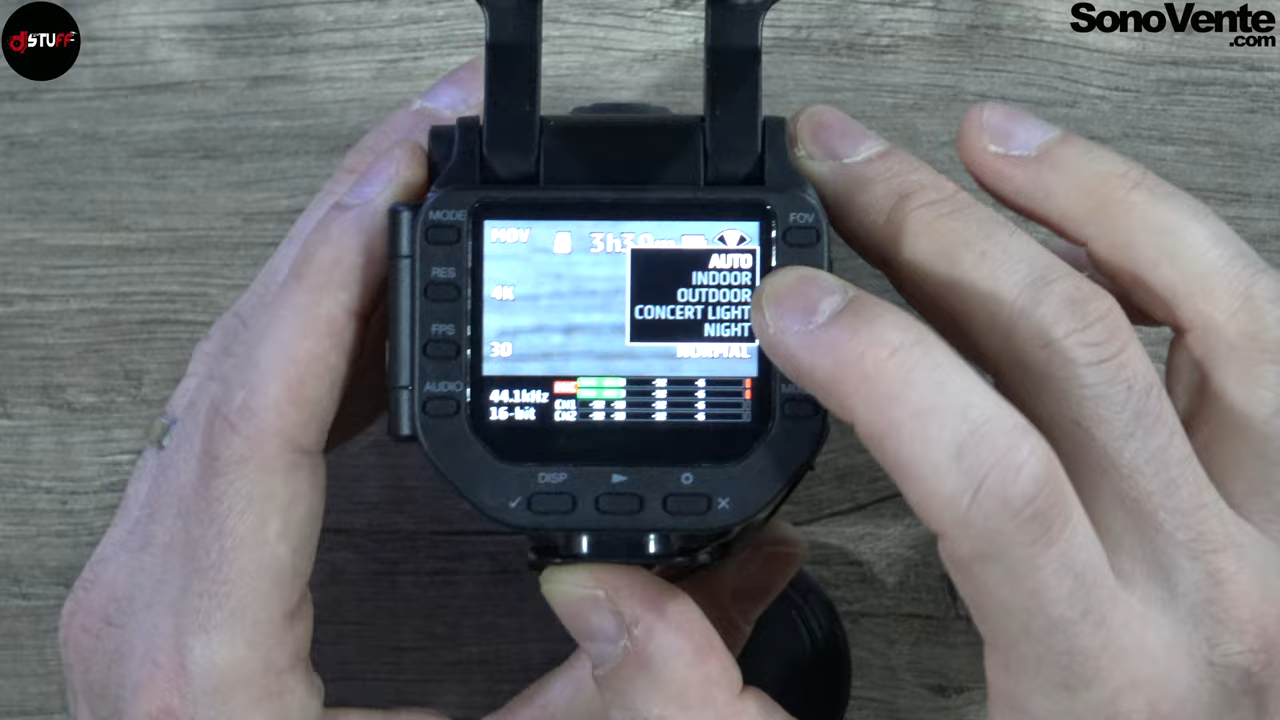 dj STUFF
SonoVente
.com
MODE
FOV
MOV
3h39m
AUTO
RES
INDOOR
4K
OUTDOOR
CONCERT LIGHT
FPS
NIGHT
30
NORMAL
AUDIO
44.1kHz
16-bit
CH1
CH2
DISP